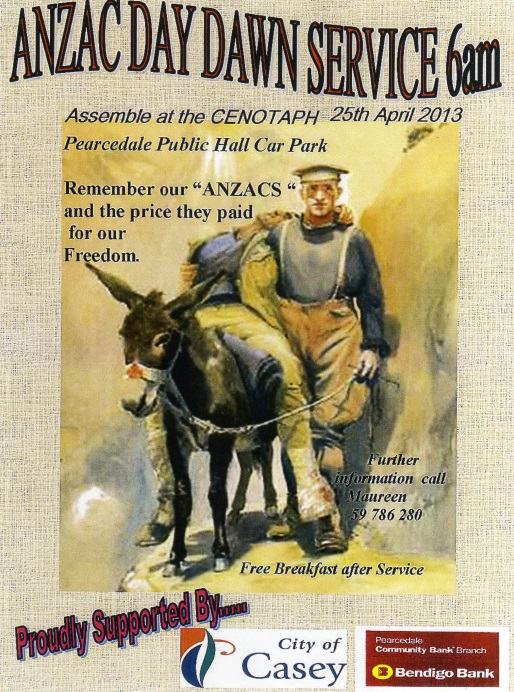 ANZAC DAY DAWN SERVICE 6am
Assemble at the CENOTAPH 25th April 2013
Pearcedale Public Hall Car Park
Remember our “ANZACS “
and the price they paid
for our
Freedom.
Further
information call
Maureen
59 786 280
Free Breakfast after Service
Proudly Supported By.....
City of
Casey
Pearcedale
Community Bank® Branch
Bendigo Bank